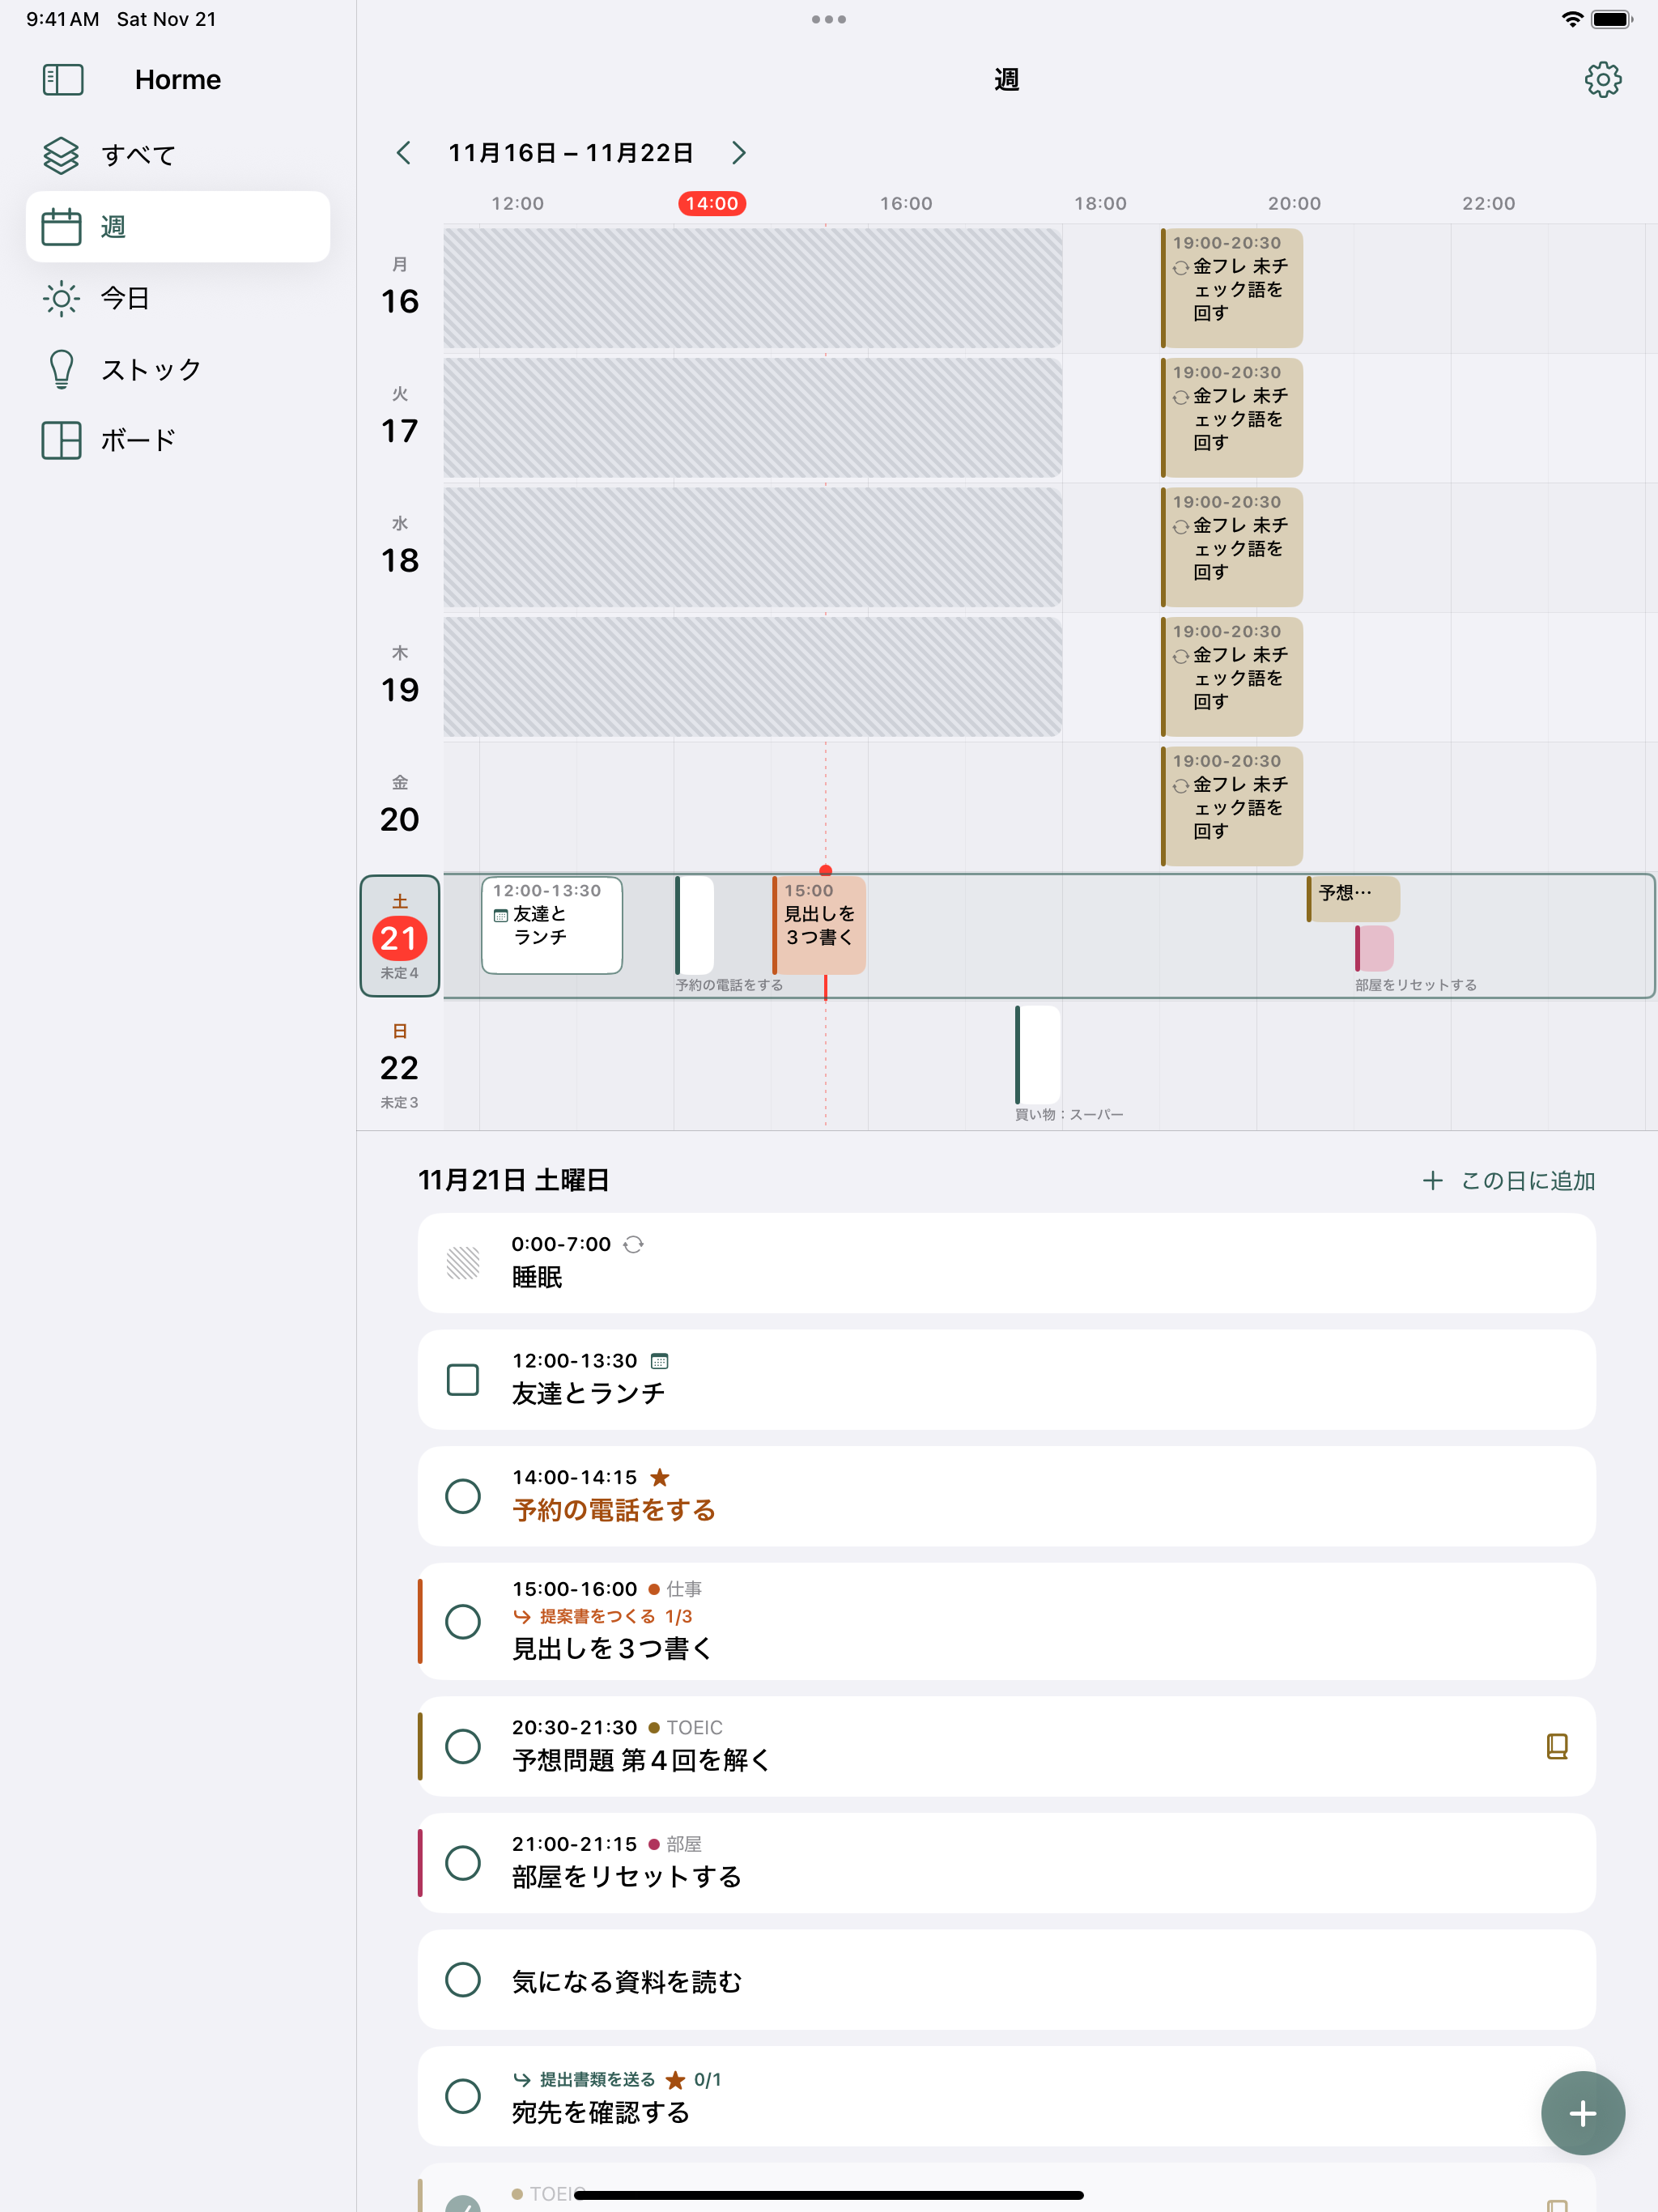 9:41 AM Sat Nov 21
Horme
週
すべて
週
今日
ストック
ボード
11月16日 – 11月22日
12:00 14:00 16:00 18:00 20:00 22:00
月
16
19:00-20:30
金フレ 未チ
ェック語を
回す
火
17
19:00-20:30
金フレ 未チ
ェック語を
回す
水
18
19:00-20:30
金フレ 未チ
ェック語を
回す
木
19
19:00-20:30
金フレ 未チ
ェック語を
回す
金
20
19:00-20:30
金フレ 未チ
ェック語を
回す
土
21
未定4
12:00-13:30
友達と
ランチ
予約の電話をする
15:00
見出しを
3つ書く
予想…
部屋をリセットする
日
22
未定3
買い物：スーパー
11月21日 土曜日
この日に追加
0:00-7:00
睡眠
12:00-13:30
友達とランチ
14:00-14:15
予約の電話をする
15:00-16:00 仕事
提案書をつくる 1/3
見出しを3つ書く
20:30-21:30 TOEIC
予想問題 第4回を解く
21:00-21:15 部屋
部屋をリセットする
気になる資料を読む
提出書類を送る 0/1
宛先を確認する
TOEIC